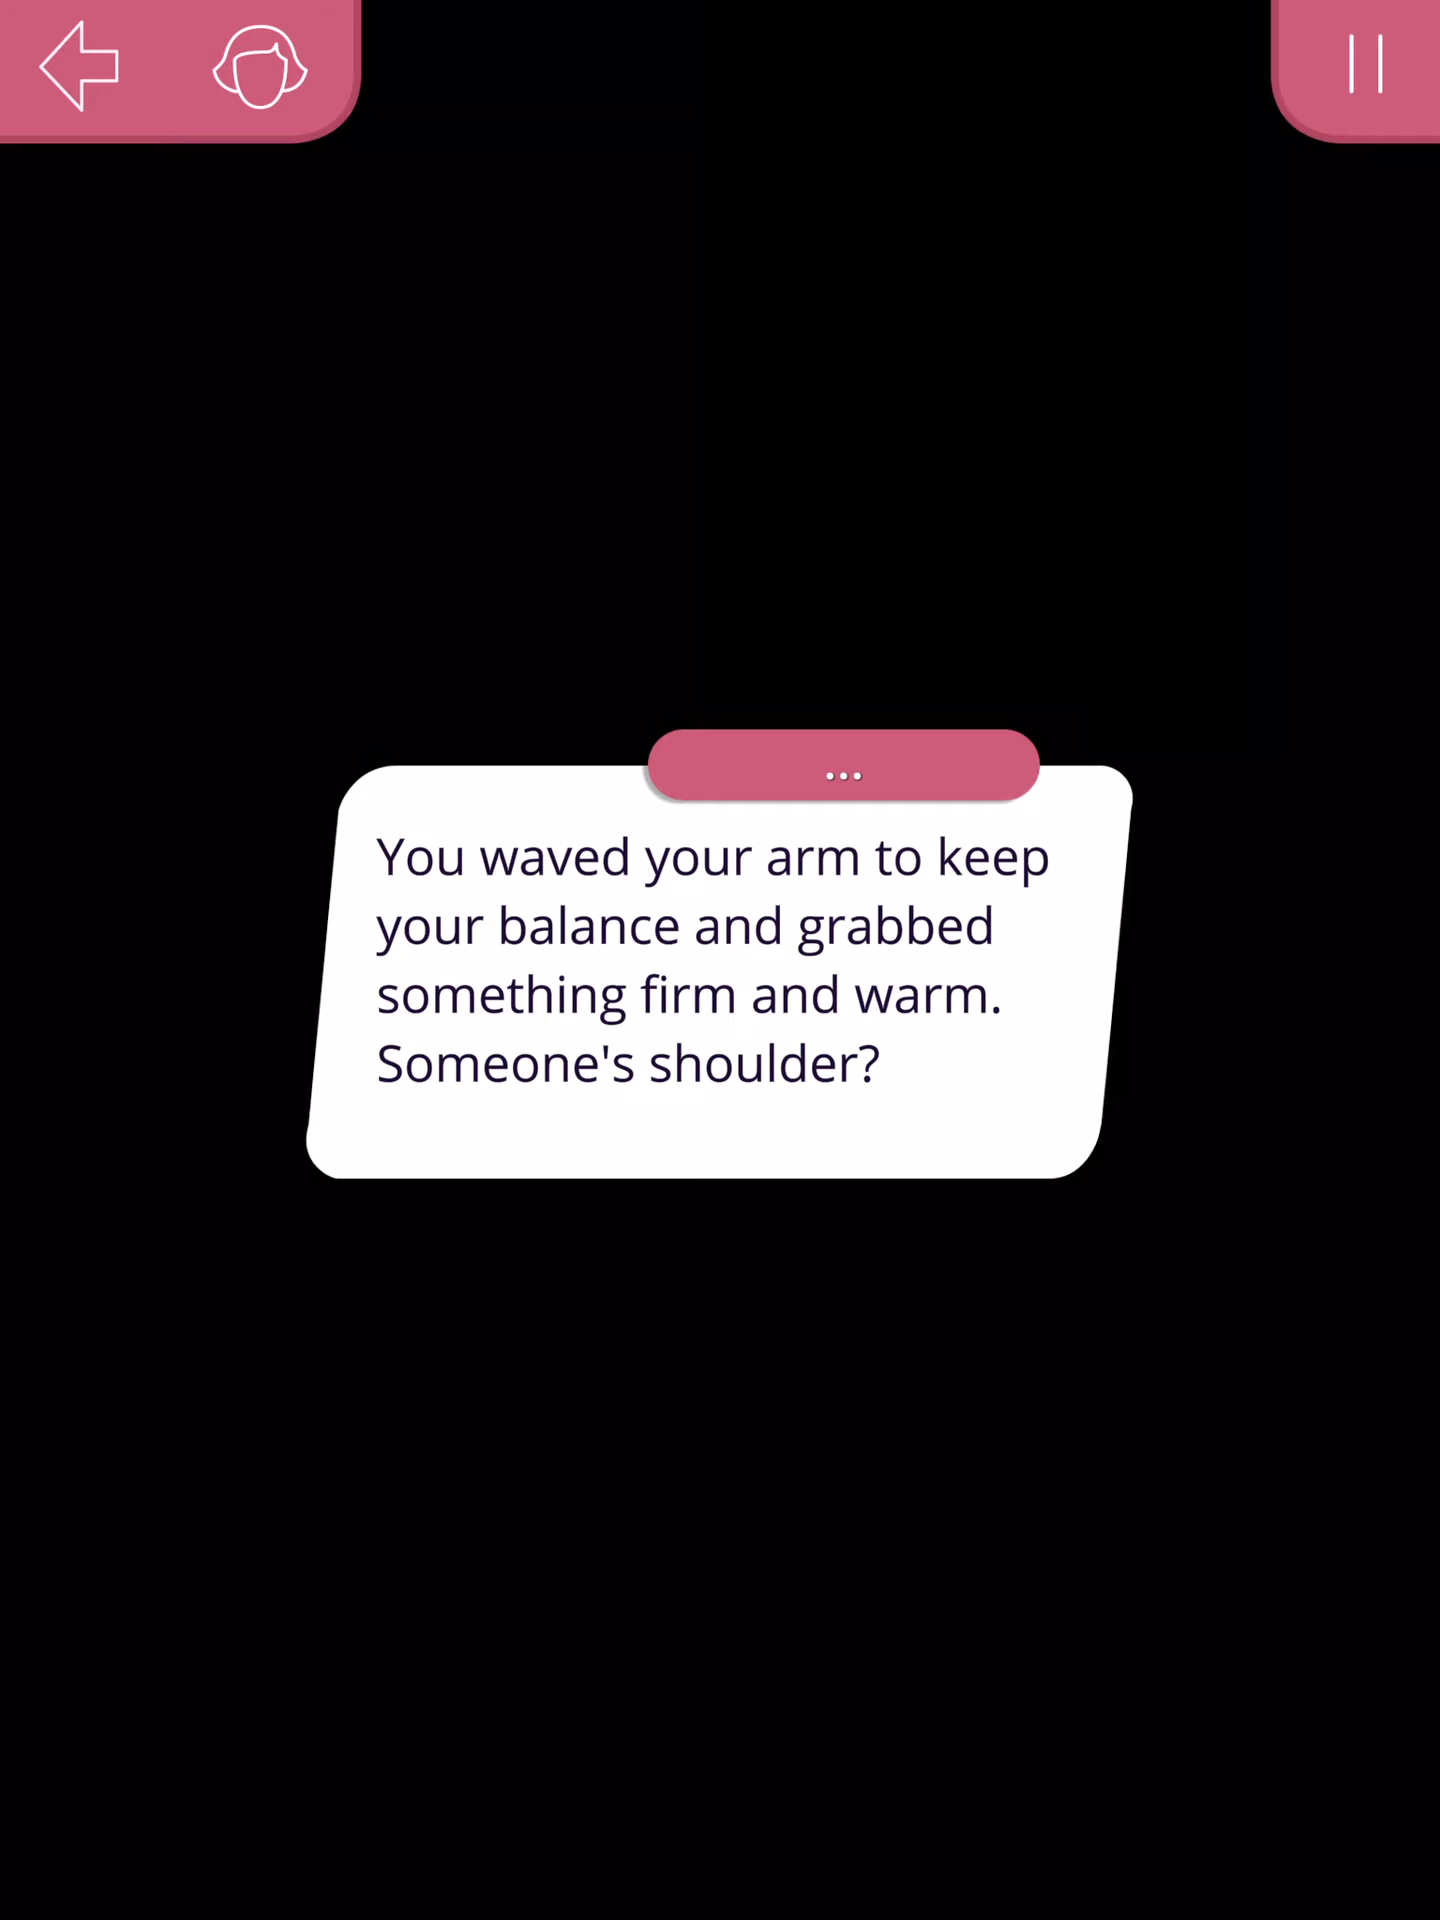 ...
You waved your arm to keep
your balance and grabbed
something firm and warm.
Someone's shoulder?